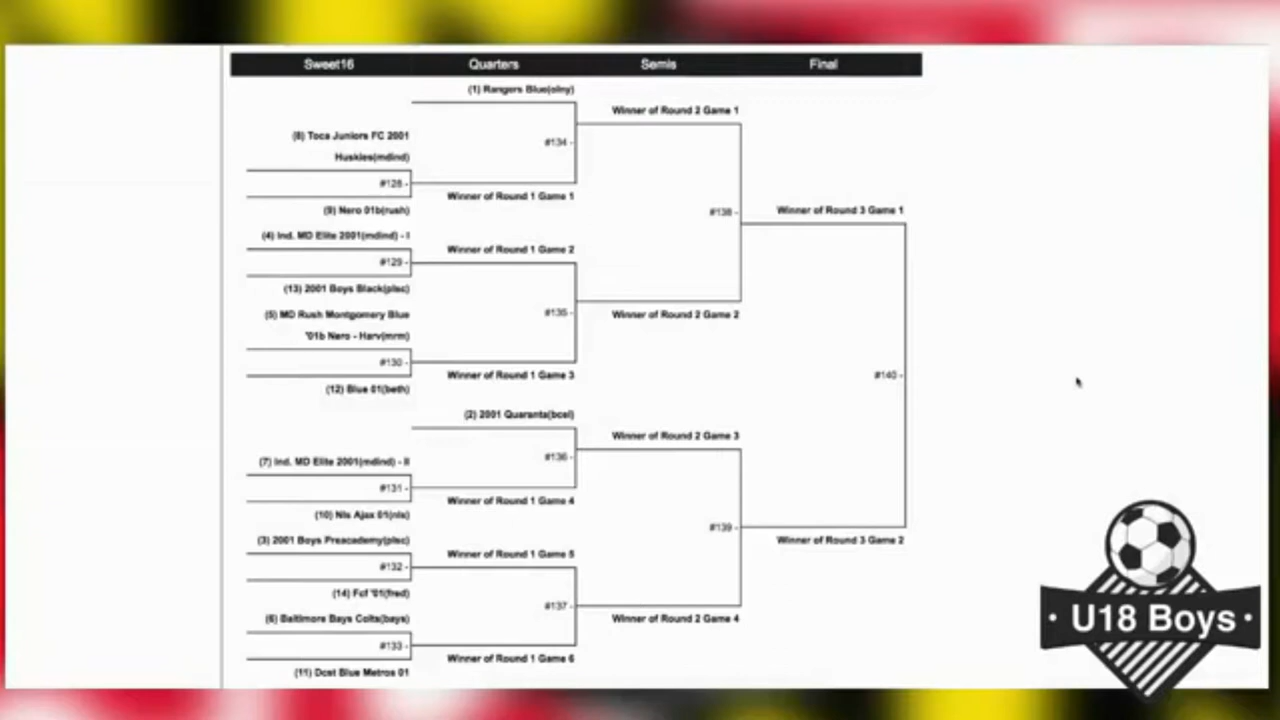 Sweet16 Quarters Semis Final
(1) Rangers Blue(olny)
Winner of Round 2 Game 1
(8) Toca Juniors FC 2001
#134 -
Huskies(mdind)
#128 -
Winner of Round 1 Game 1
(9) Nero 01b(rush)
#138 -
Winner of Round 3 Game 1
(4) Ind. MD Elite 2001(mdind) - I
Winner of Round 1 Game 2
#129 -
(13) 2001 Boys Black(plsc)
(5) MD Rush Montgomery Blue
#135 -
Winner of Round 2 Game 2
'01b Nero - Harv(mrm)
#130 -
Winner of Round 1 Game 3
#140 -
(12) Blue 01(beth)
(2) 2001 Quaranta(bcel)
Winner of Round 2 Game 3
#136 -
(7) Ind. MD Elite 2001(mdind) - II
#131 -
Winner of Round 1 Game 4
(10) Nls Ajax 01(nls)
#139 -
(3) 2001 Boys Preacademy(plsc)
Winner of Round 3 Game 2
Winner of Round 1 Game 5
#132 -
(14) Fcf '01(fred)
#137 -
(6) Baltimore Bays Colts(bays)
Winner of Round 2 Game 4
#133 -
Winner of Round 1 Game 6
(11) Dcst Blue Metros 01
· U18 Boys ·